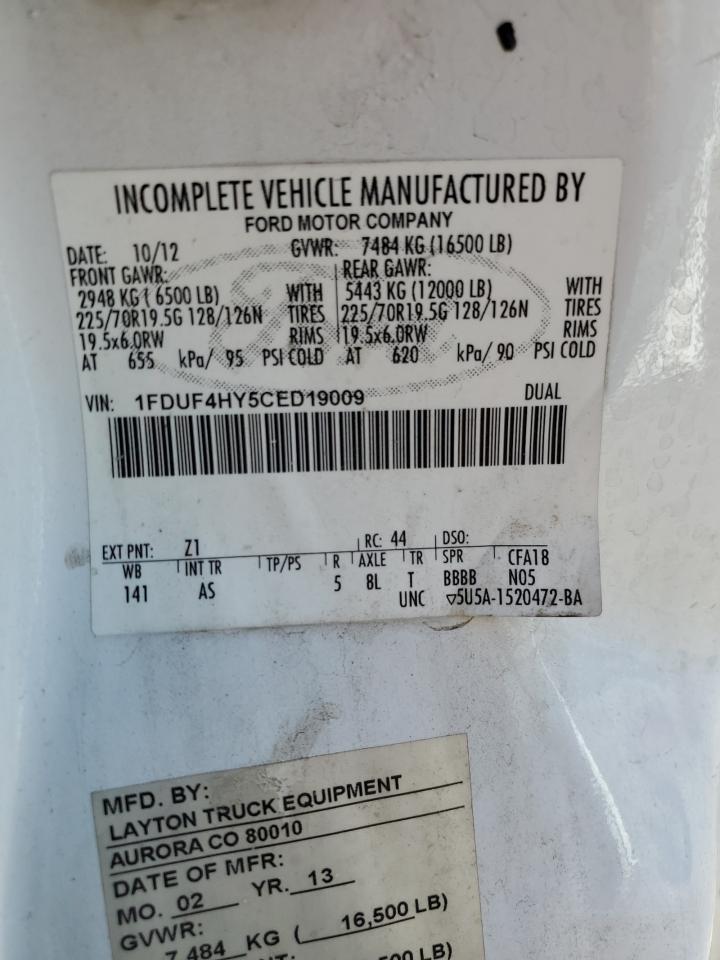 INCOMPLETE VEHICLE MANUFACTURED BY
FORD MOTOR COMPANY
DATE: 10/12 GVWR: 7484 KG (16500 LB)
FRONT GAWR: REAR GAWR:
2948 KG ( 6500 LB) WITH 5443 KG (12000 LB) WITH
225/70R19.5G 128/126N TIRES 225/70R19.5G 128/126N TIRES
19.5x6.0RW RIMS 19.5x6.0RW RIMS
AT 655 kPa/ 95 PSI COLD AT 620 kPa/ 90 PSI COLD
VIN: 1FDUF4HY5CED19009 DUAL
EXT PNT: Z1 RC: 44 DSO:
WB INT TR TP/PS R AXLE TR SPR CFA18
141 AS 5 8L T BBBB N05
UNC ▽5U5A-1520472-BA
MFD. BY:
LAYTON TRUCK EQUIPMENT
AURORA CO 80010
DATE OF MFR:
MO. 02 YR. 13
GVWR:
7,484 KG ( 16,500 LB)
LB)